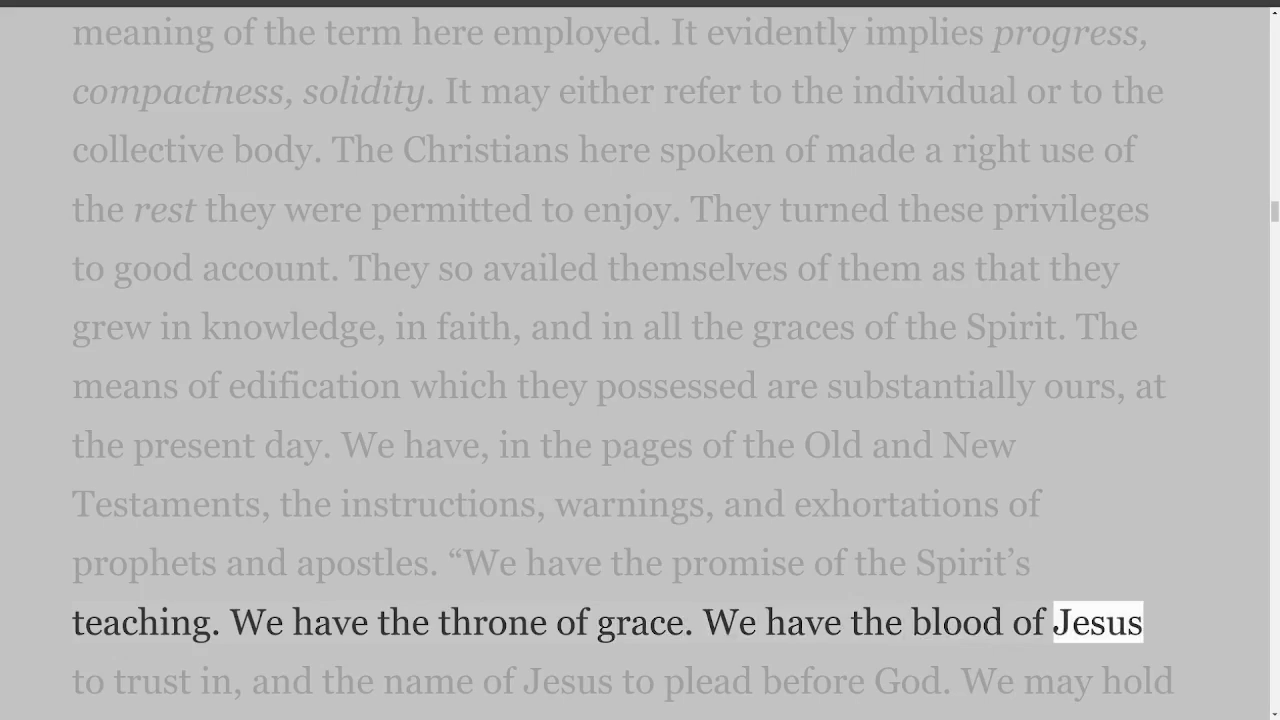 meaning of the term here employed. It evidently implies progress,
compactness, solidity. It may either refer to the individual or to the
collective body. The Christians here spoken of made a right use of
the rest they were permitted to enjoy. They turned these privileges
to good account. They so availed themselves of them as that they
grew in knowledge, in faith, and in all the graces of the Spirit. The
means of edification which they possessed are substantially ours, at
the present day. We have, in the pages of the Old and New
Testaments, the instructions, warnings, and exhortations of
prophets and apostles. “We have the promise of the Spirit’s
teaching. We have the throne of grace. We have the blood of Jesus
to trust in, and the name of Jesus to plead before God. We may hold